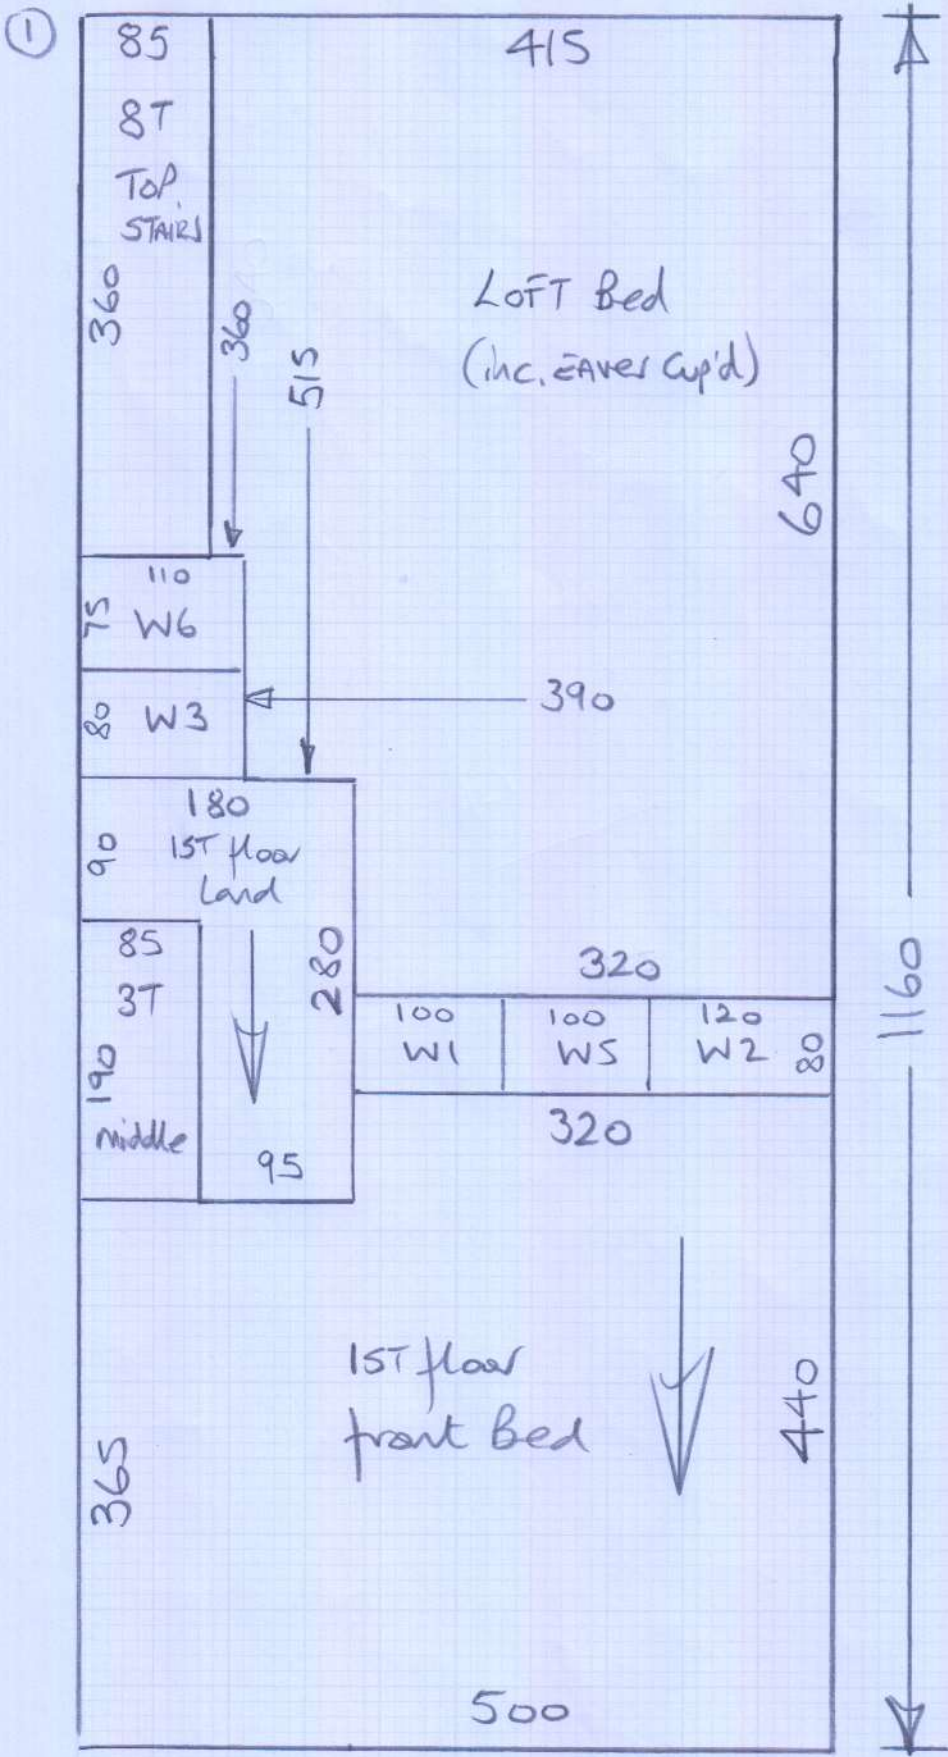 1
85
415
8T
TOP
STAIRS
360
360
515
LOFT Bed
(inc. EAVES Cup'd)
640
110
75
W6
390
80
W3
180
90
1ST floor
Land
85
280
320
3T
100
100
120
1160
W1
W5
W2
80
190
320
middle
95
1ST floor
front Bed
440
365
500